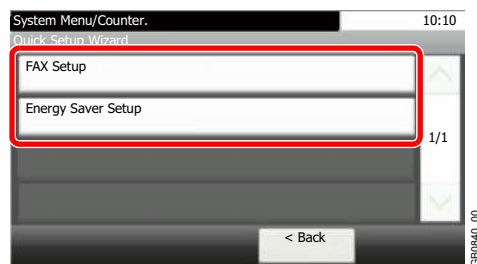 System Menu/Counter.
10:10
Quick Setup Wizard
FAX Setup
Energy Saver Setup
1/1
< Back
GB0840_00